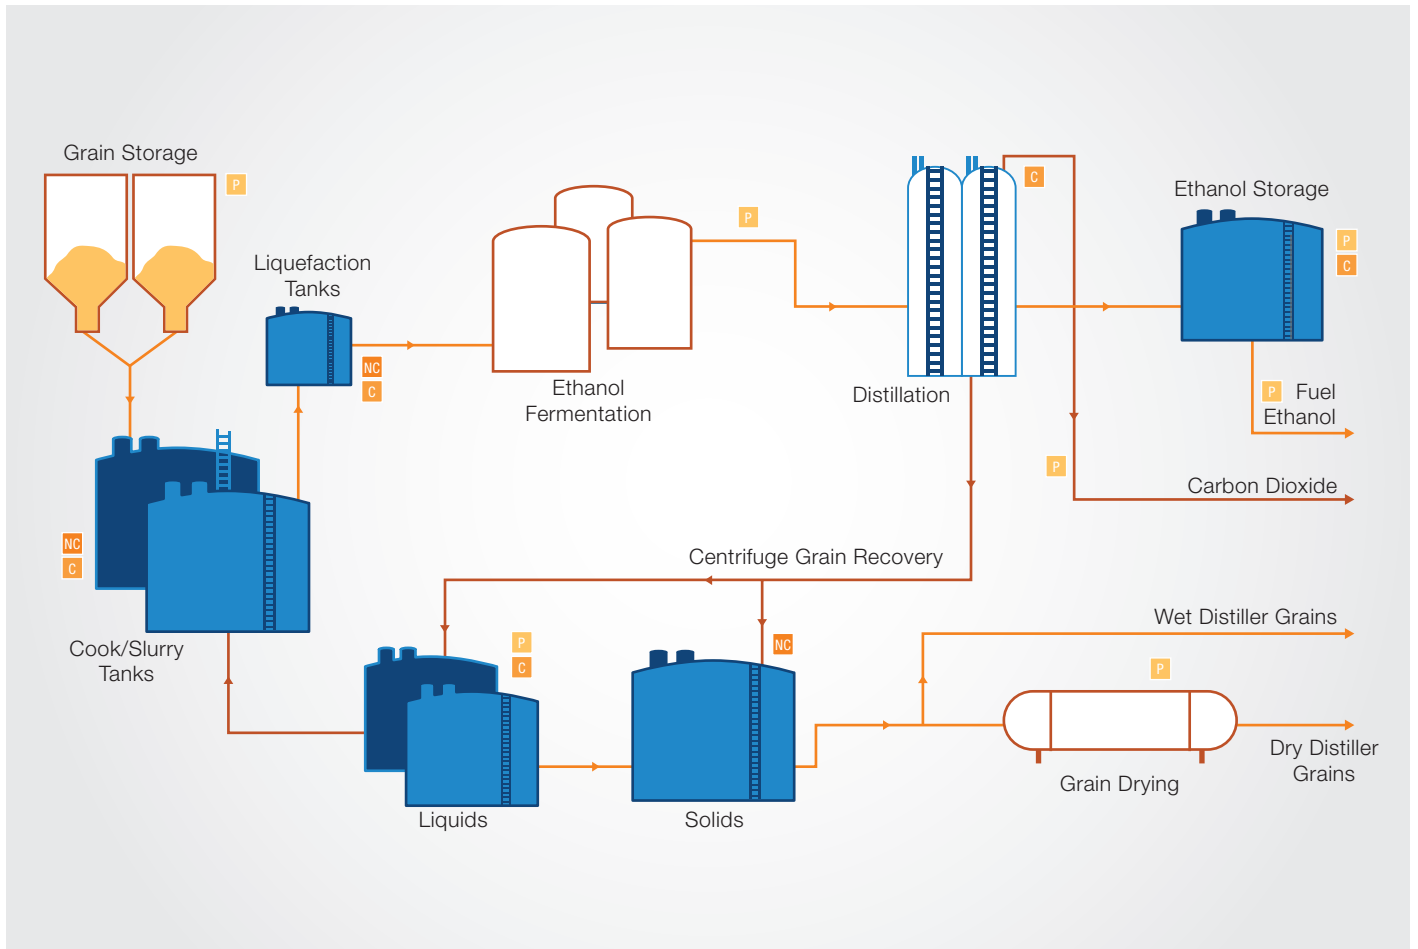 Grain Storage
P
Liquefaction
Tanks
NC
C
P
Ethanol
Fermentation
C
Distillation
Ethanol Storage
P
C
P Fuel
Ethanol
P
Carbon Dioxide
NC
C
Cook/Slurry
Tanks
Centrifuge Grain Recovery
P
C
Liquids
NC
Solids
Wet Distiller Grains
P
Grain Drying
Dry Distiller
Grains